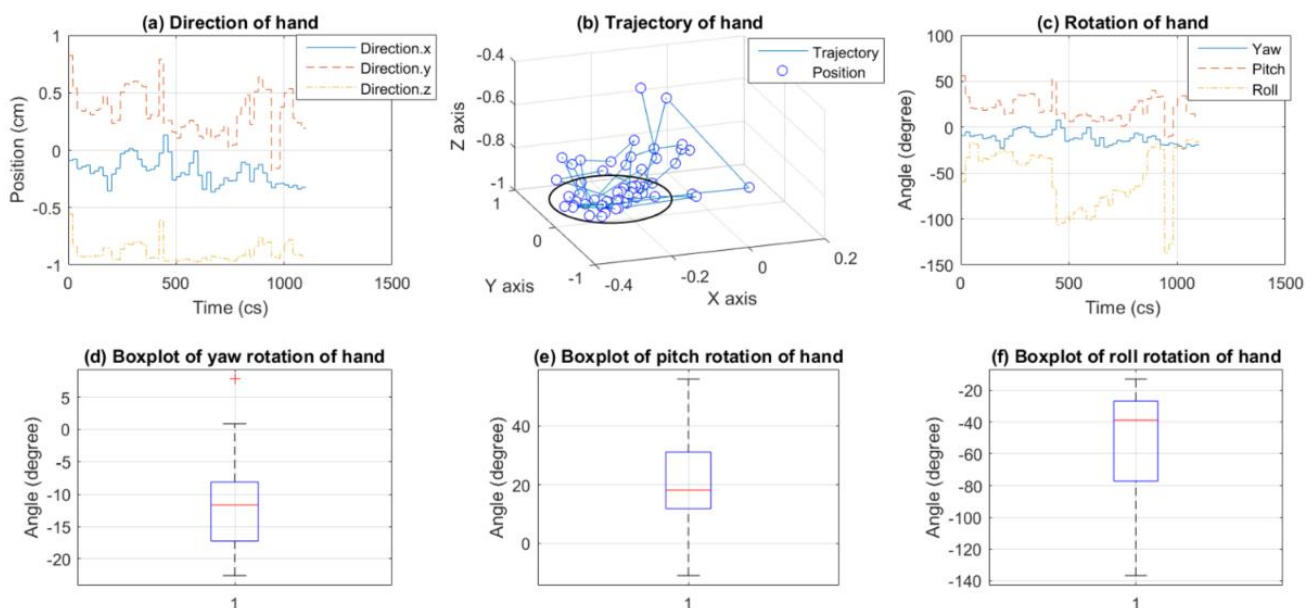 (a) Direction of hand
Position (cm)
1
0.5
0
-0.5
-1
0
500
1000
1500
Time (cs)
Direction.x
Direction.y
Direction.z
(b) Trajectory of hand
Z axis
-0.4
-0.6
-0.8
-1
1
0
-1
Y axis
-0.4
-0.2
0
0.2
X axis
Trajectory
Position
(c) Rotation of hand
Angle (degree)
100
50
0
-50
-100
-150
0
500
1000
1500
Time (cs)
Yaw
Pitch
Roll
(d) Boxplot of yaw rotation of hand
Angle (degree)
5
0
-5
-10
-15
-20
1
(e) Boxplot of pitch rotation of hand
Angle (degree)
40
20
0
1
(f) Boxplot of roll rotation of hand
Angle (degree)
-20
-40
-60
-80
-100
-120
-140
1